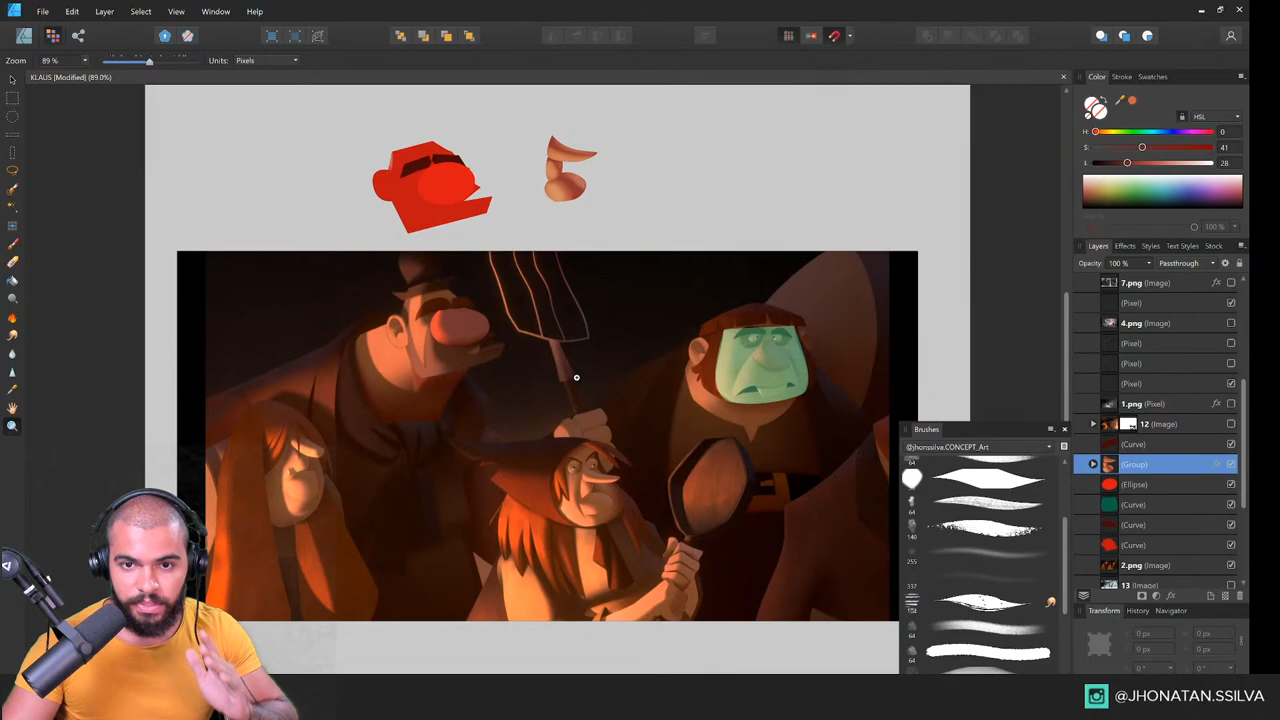 File Edit Layer Select View Window Help
Zoom 89 % Units: Pixels
KLAUS [Modified] (89.0%)
Color Stroke Swatches
HSL
H: 0
S: 41
L: 28
100 %
Layers Effects Styles Text Styles Stock
Opacity: 100 % Passthrough
7.png (Image)
(Pixel)
4.png (Image)
(Pixel)
(Pixel)
(Pixel)
1.png (Pixel)
12 (Image)
(Curve)
(Group)
(Ellipse)
(Curve)
(Curve)
(Curve)
2.png (Image)
13 (Image)
Brushes
@jhonssilva.CONCEPT_Art
64
64
140
255
337
151
64
64
Transform History Navigator
X: 0 px W: 0 px
Y: 0 px H: 0 px
@JHONATAN.SSILVA